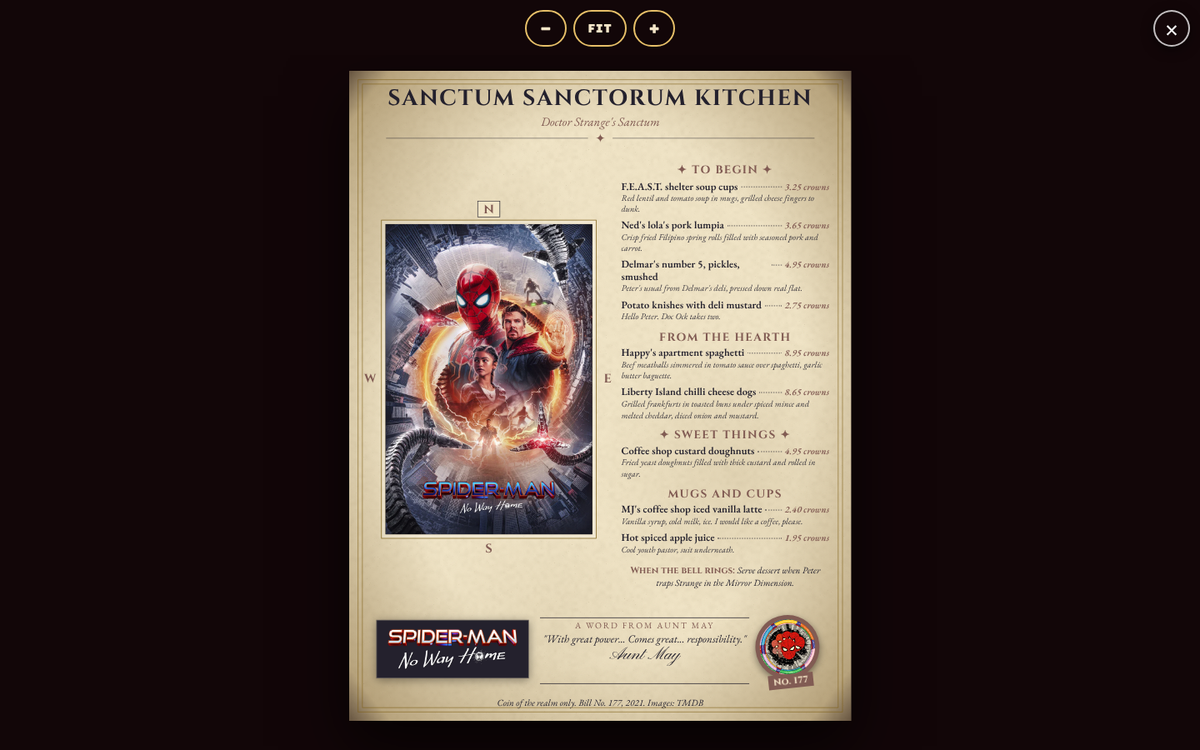 −
FIT
+
×
SANCTUM SANCTORUM KITCHEN
Doctor Strange's Sanctum
N
W
E
S
SPIDER-MAN
No Way Home
✦ TO BEGIN ✦
F.E.A.S.T. shelter soup cups 3.25 crowns
Red lentil and tomato soup in mugs, grilled cheese fingers to
dunk.
Ned's lola's pork lumpia 3.65 crowns
Crisp fried Filipino spring rolls filled with seasoned pork and
carrot.
Delmar's number 5, pickles,
smushed 4.95 crowns
Peter's usual from Delmar's deli, pressed down real flat.
Potato knishes with deli mustard 2.75 crowns
Hello Peter. Doc Ock takes two.
FROM THE HEARTH
Happy's apartment spaghetti 8.95 crowns
Beef meatballs simmered in tomato sauce over spaghetti, garlic
butter baguette.
Liberty Island chilli cheese dogs 8.65 crowns
Grilled frankfurts in toasted buns under spiced mince and
melted cheddar, diced onion and mustard.
✦ SWEET THINGS ✦
Coffee shop custard doughnuts 4.95 crowns
Fried yeast doughnuts filled with thick custard and rolled in
sugar.
MUGS AND CUPS
MJ's coffee shop iced vanilla latte 2.40 crowns
Vanilla syrup, cold milk, ice. I would like a coffee, please.
Hot spiced apple juice 1.95 crowns
Cool youth pastor, suit underneath.
WHEN THE BELL RINGS: Serve dessert when Peter
traps Strange in the Mirror Dimension.
SPIDER-MAN
No Way Home
A WORD FROM AUNT MAY
"With great power... Comes great... responsibility."
Aunt May
NO. 177
Coin of the realm only. Bill No. 177, 2021. Images: TMDB